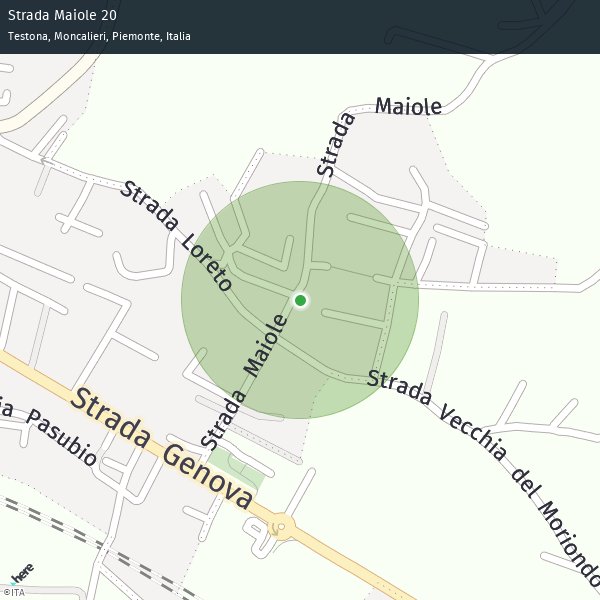 Strada Maiole 20
Testona, Moncalieri, Piemonte, Italia
Strada Maiole
Strada Loreto
Strada Maiole
Strada Vecchia del Moriondo
Strada Genova
ia Pasubio
here
©ITA